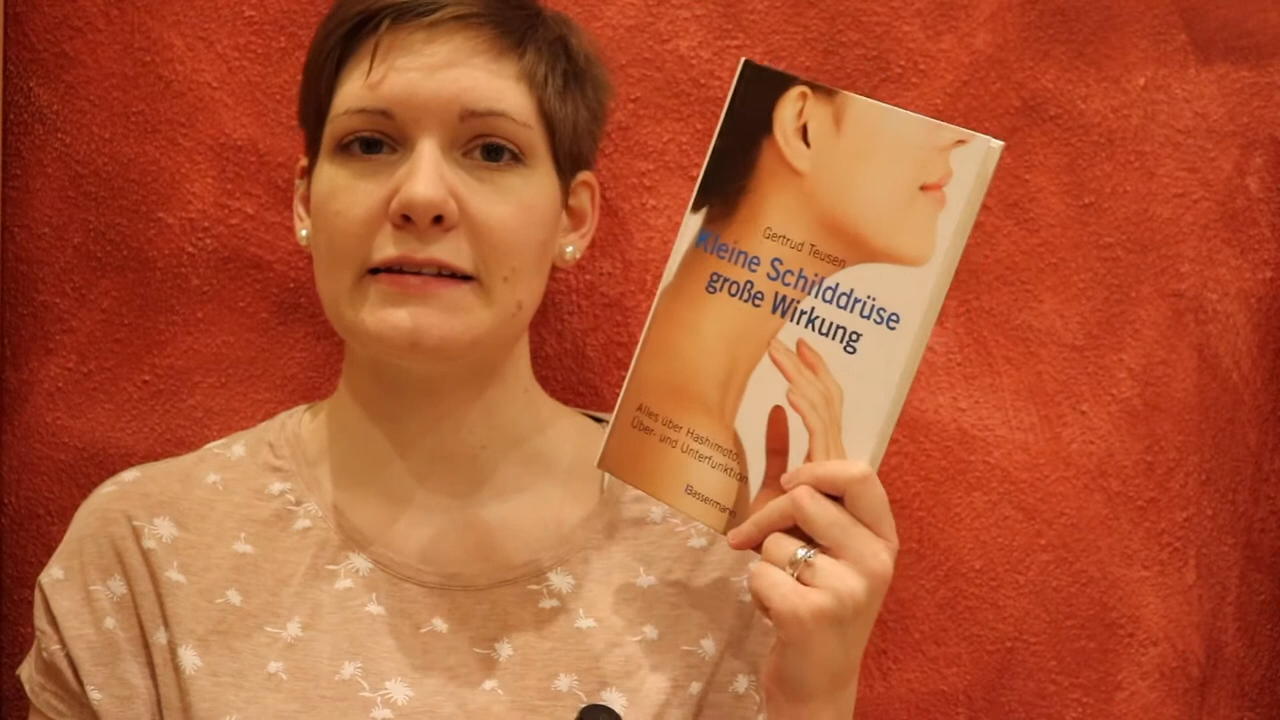 Gertrud Teusen
Kleine Schilddrüse
große Wirkung
Alles über Hashimoto,
Über- und Unterfunktion
Bassermann